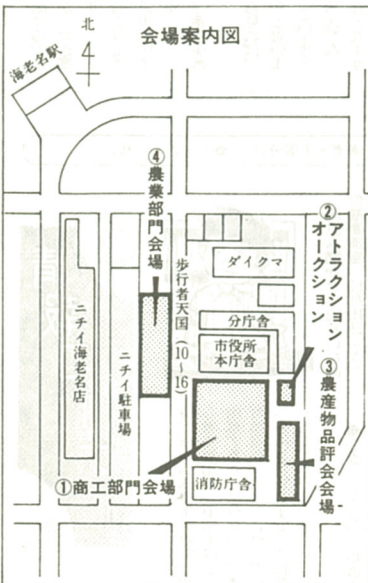 会場案内図
北
海老名駅
④農業部門会場
②アトラクション
オークション
ダイクマ
歩行者天国(10~16)
分庁舎
市役所
本庁舎
③農産物品評会会場
ニチイ海老名店
ニチイ駐車場
①商工部門会場
消防庁舎